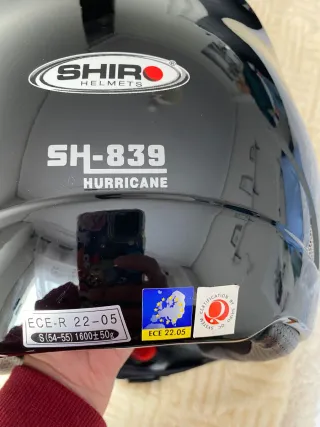 SHIRO
HELMETS
SH-839
HURRICANE
ECE-R 22-05
S(54-55) 1600±50g
ECE 22.05